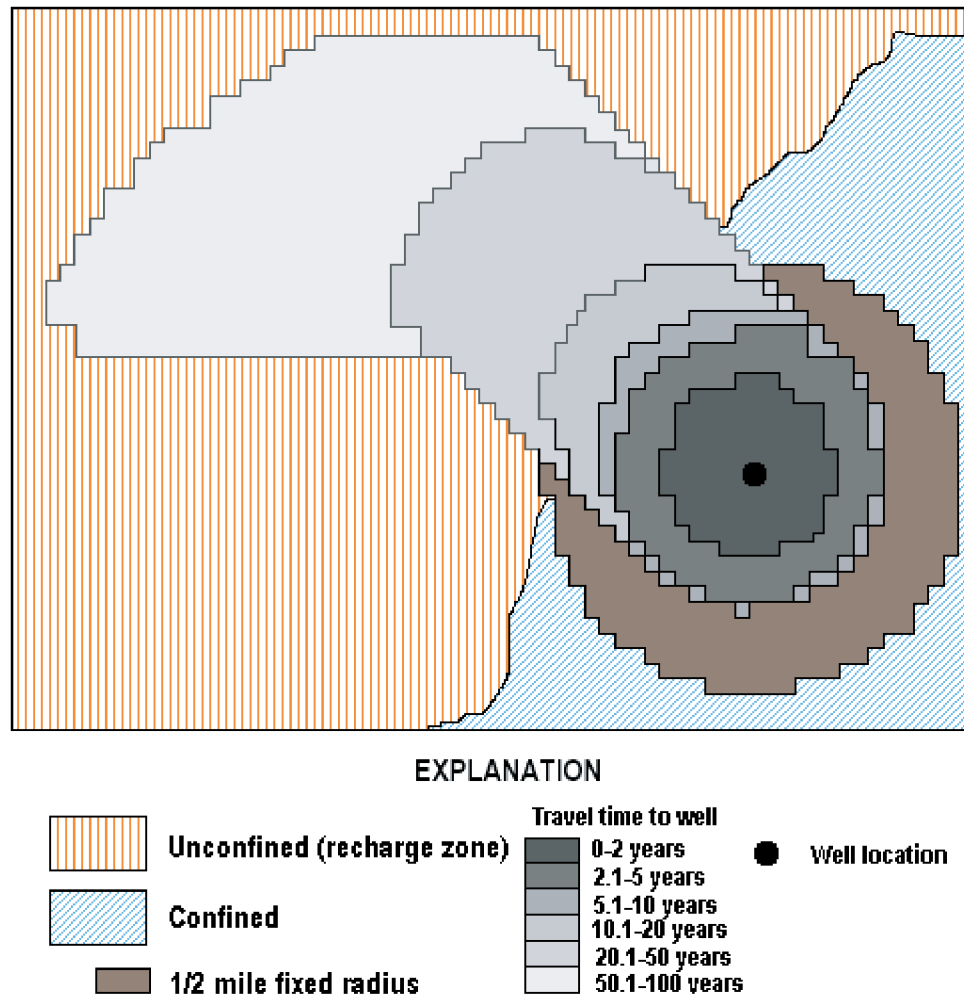 EXPLANATION
Unconfined (recharge zone)
Confined
1/2 mile fixed radius
Travel time to well
0-2 years
2.1-5 years
5.1-10 years
10.1-20 years
20.1-50 years
50.1-100 years
Well location